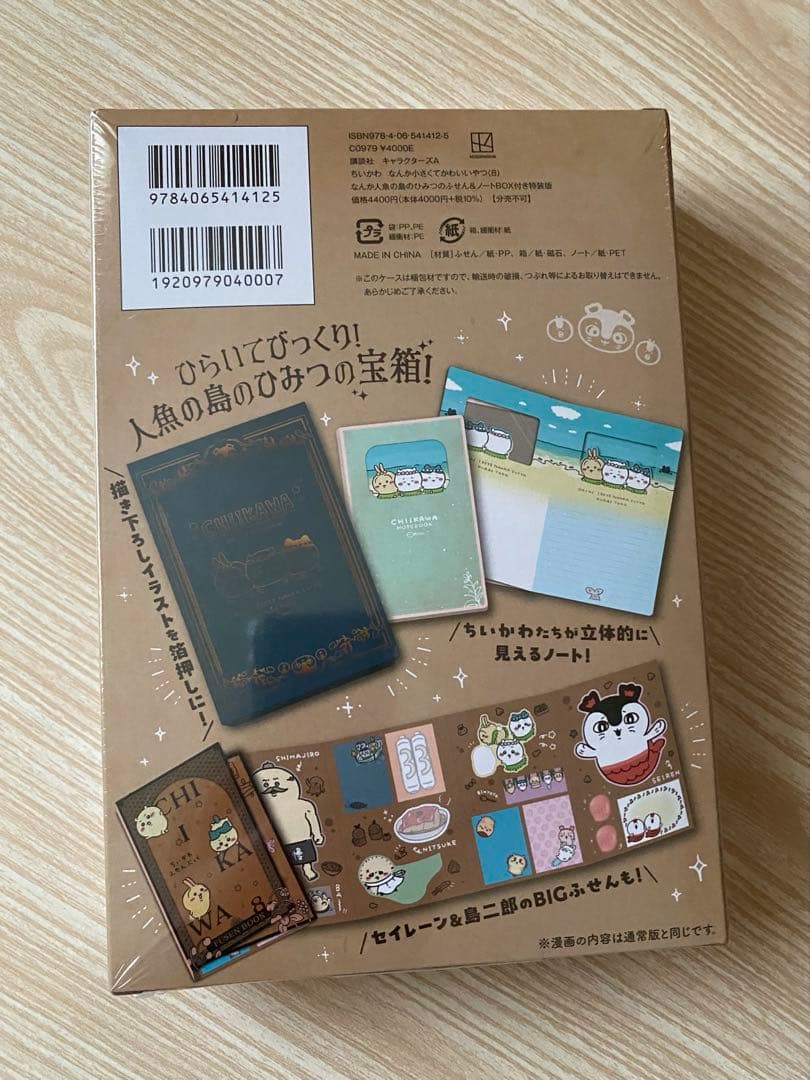 9784065414125
1920979040007
ISBN978-4-06-541412-5
C0979 ¥4000E
講談社 キャラクターズA
ちいかわ なんか小さくてかわいいやつ(8)
なんか人魚の島のひみつのふせん&ノートBOX付き特装版
価格4400円(本体4000円+税10%) 【分売不可】
KODANSHA
プラ
袋:PP,PE
緩衝材:PE
紙
箱、緩衝材:紙
MADE IN CHINA [材質]ふせん/紙・PP、 箱/紙・磁石、 ノート/紙・PET
※このケースは梱包材ですので、輸送時の破損、つぶれ等によるお取り替えはできません。
あらかじめご了承ください。
ひらいてびっくり!
人魚の島のひみつの宝箱!
描き下ろしイラストを箔押しに!
CHIIKAWA
CHIIKAWA
NOTEBOOK
ちいかわたちが立体的に
見えるノート!
CHI
I
KA
WA 8
FUSEN BOOK
SHIMAJIRO
NITSUKE
SEIREN
セイレーン&島二郎のBIGふせんも!
※漫画の内容は通常版と同じです。